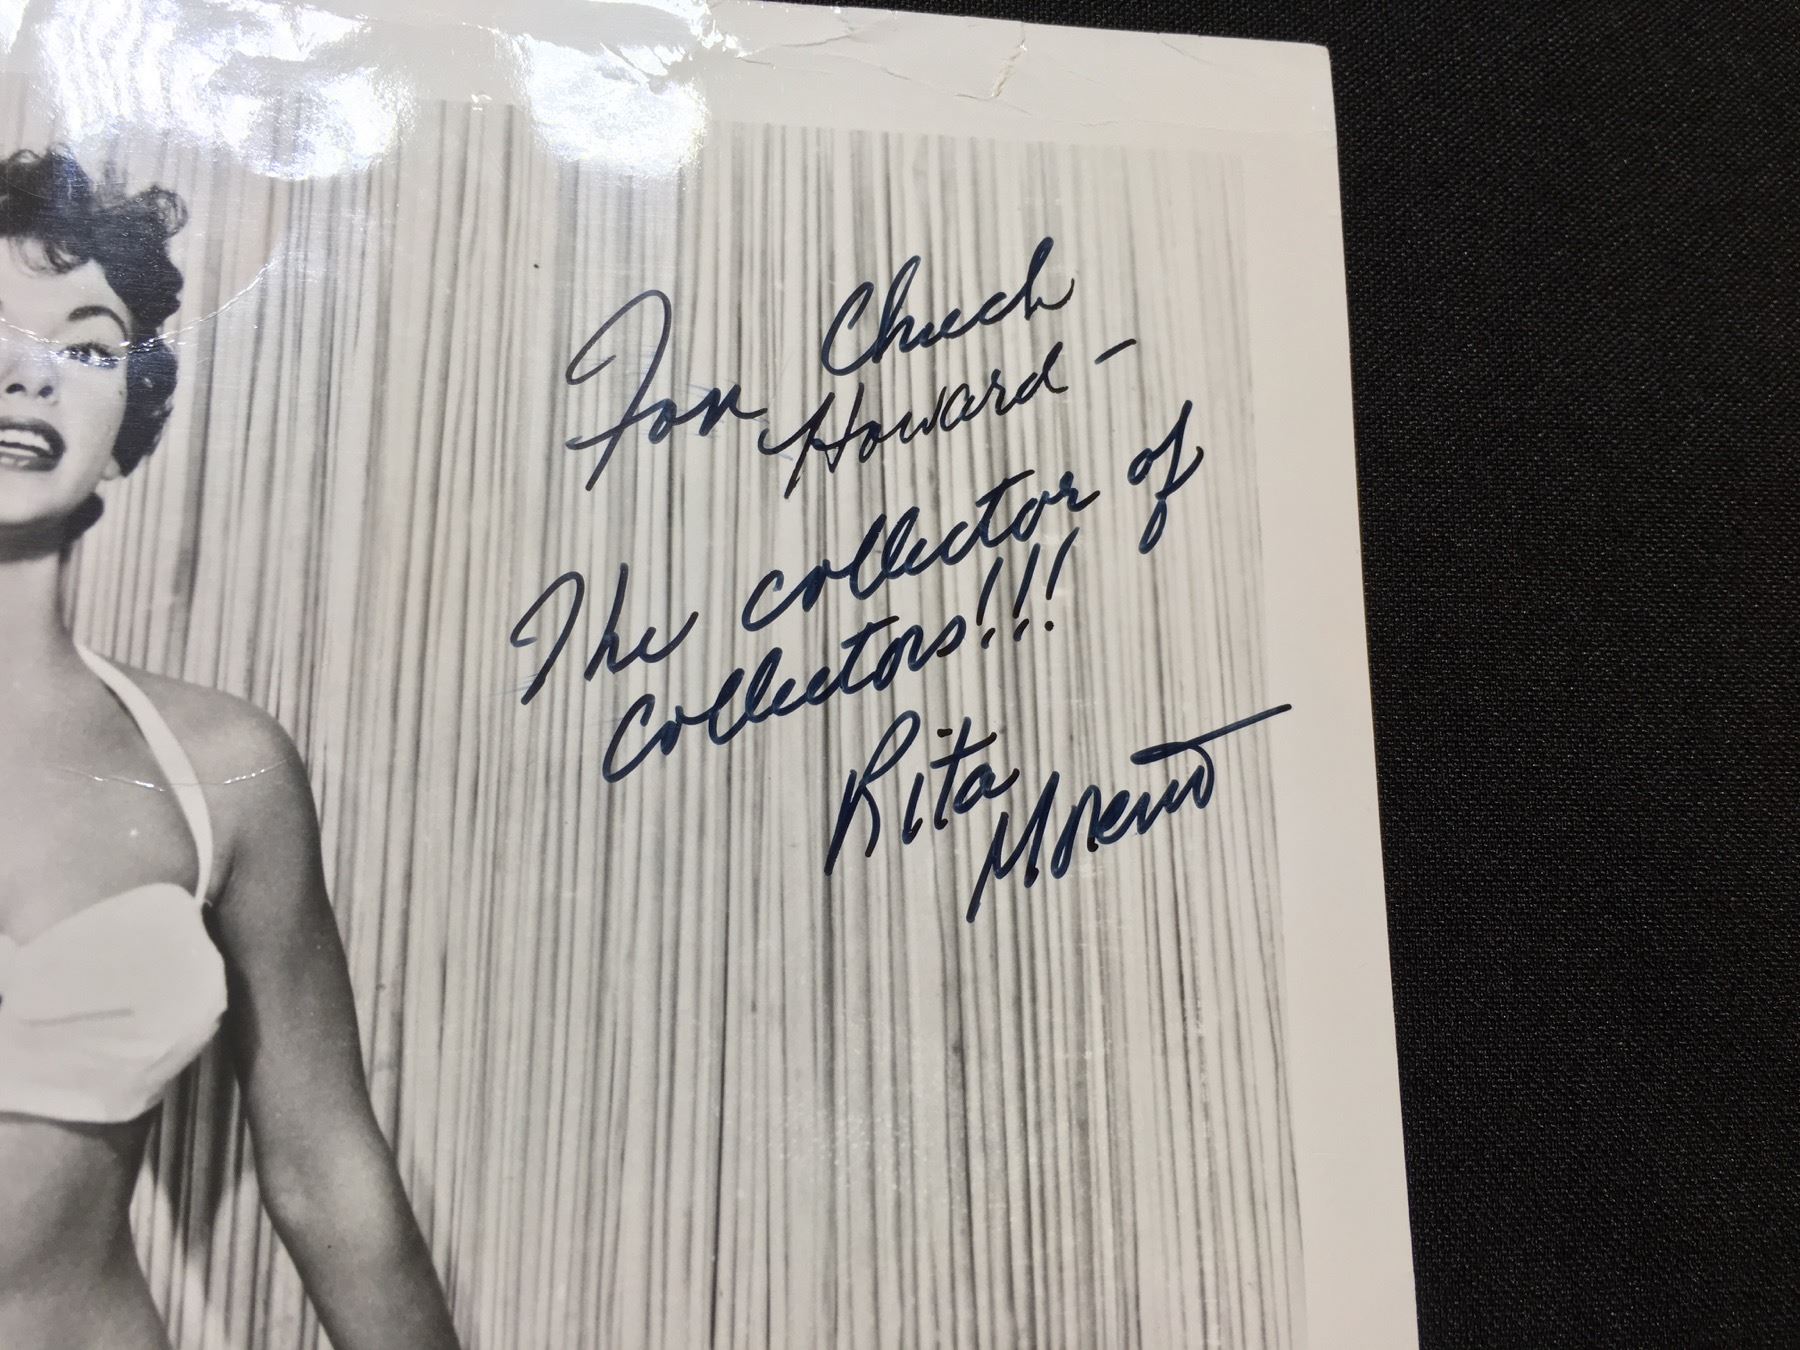 For Chuck
Howard –
The collector of
collectors!!!
Rita
Moreno